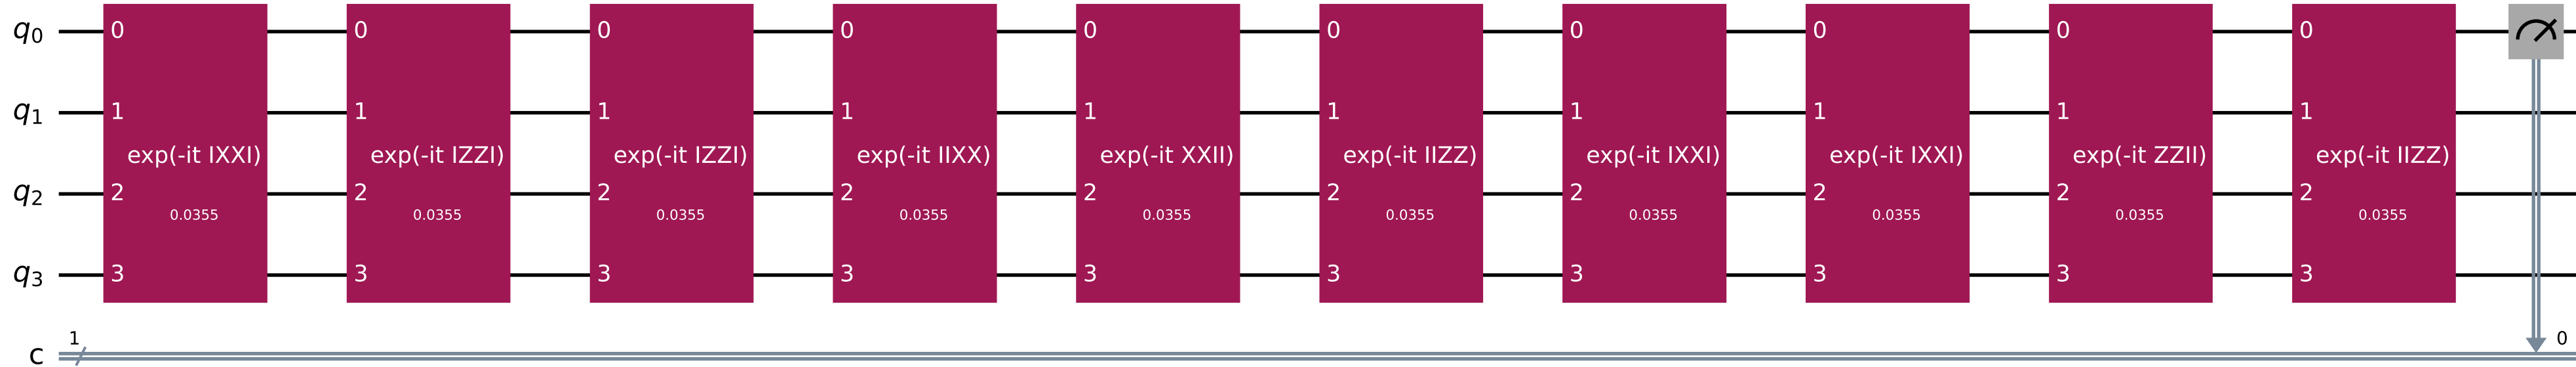 q0 0 0 0 0 0 0 0 0 0 0
q1 1 1 1 1 1 1 1 1 1 1
exp(-it IXXI) exp(-it IZZI) exp(-it IZZI) exp(-it IIXX) exp(-it XXII) exp(-it IIZZ) exp(-it IXXI) exp(-it IXXI) exp(-it ZZII) exp(-it IIZZ)
q2 2 2 2 2 2 2 2 2 2 2
0.0355 0.0355 0.0355 0.0355 0.0355 0.0355 0.0355 0.0355 0.0355 0.0355
q3 3 3 3 3 3 3 3 3 3 3
1 0
c